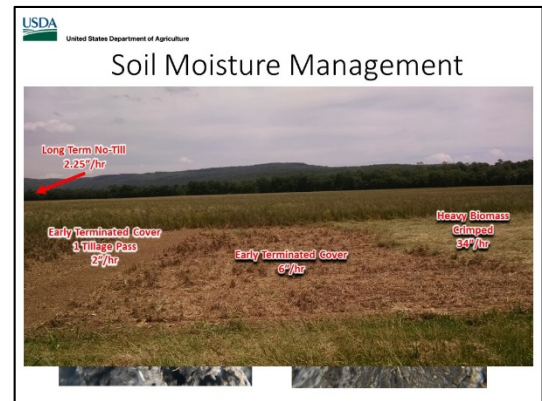 USDA
United States Department of Agriculture
Soil Moisture Management
Long Term No-Till
2.25"/hr
Early Terminated Cover
1 Tillage Pass
2"/hr
Early Terminated Cover
6"/hr
Heavy Biomass
Crimped
34"/hr